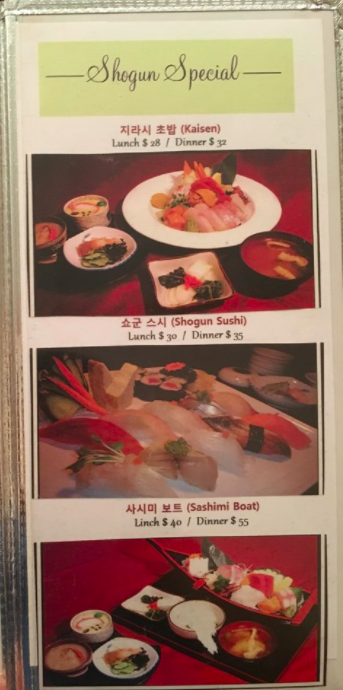 Shogun Special
지라시 초밥 (Kaisen)
Lunch $ 28 / Dinner $ 32
쇼군 스시 (Shogun Sushi)
Lunch $ 30 / Dinner $ 35
사시미 보트 (Sashimi Boat)
Linch $ 40 / Dinner $ 55